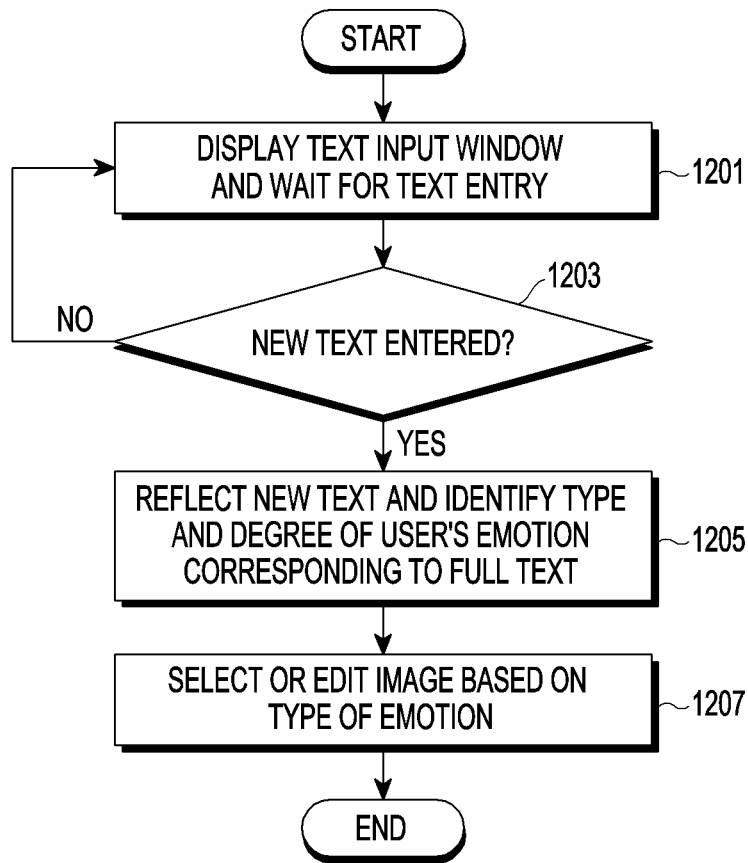 START
DISPLAY TEXT INPUT WINDOW
AND WAIT FOR TEXT ENTRY
1201
1203
NO
NEW TEXT ENTERED?
YES
REFLECT NEW TEXT AND IDENTIFY TYPE
AND DEGREE OF USER'S EMOTION
CORRESPONDING TO FULL TEXT
1205
SELECT OR EDIT IMAGE BASED ON
TYPE OF EMOTION
1207
END